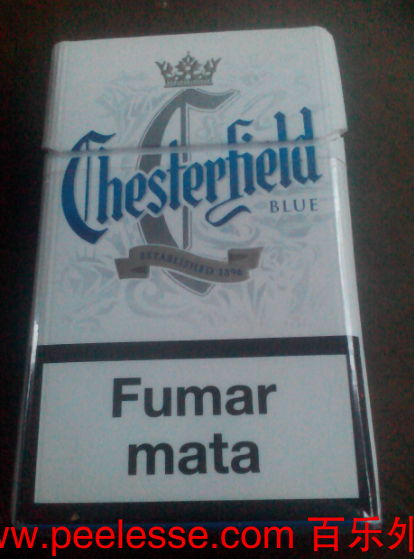 Chesterfield
BLUE
ESTABLISHED 1896
Fumar
mata
www.peelesse.com 百乐外